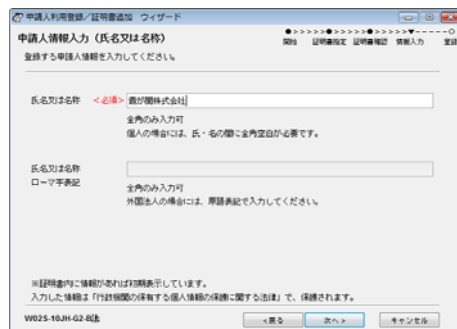 申請人利用登録／証明書追加 ウィザード
申請人情報入力（氏名又は名称）
●>>>>>●>>>>>●>>>>>▼-----○
開始 証明書指定 証明書確認 情報入力 登録
登録する申請人情報を入力してください。
氏名又は名称 <必須> 霞が関株式会社
全角のみ入力可
個人の場合には、氏・名の間に全角空白が必要です。
氏名又は名称
ローマ字表記
全角のみ入力可
外国法人の場合には、原語表記で入力してください。
※証明書内に情報があれば初期表示しています。
入力した情報は「行政機関の保有する個人情報の保護に関する法律」で、保護されます。
W02S-10JH-G2-B法 <戻る 次へ> キャンセル